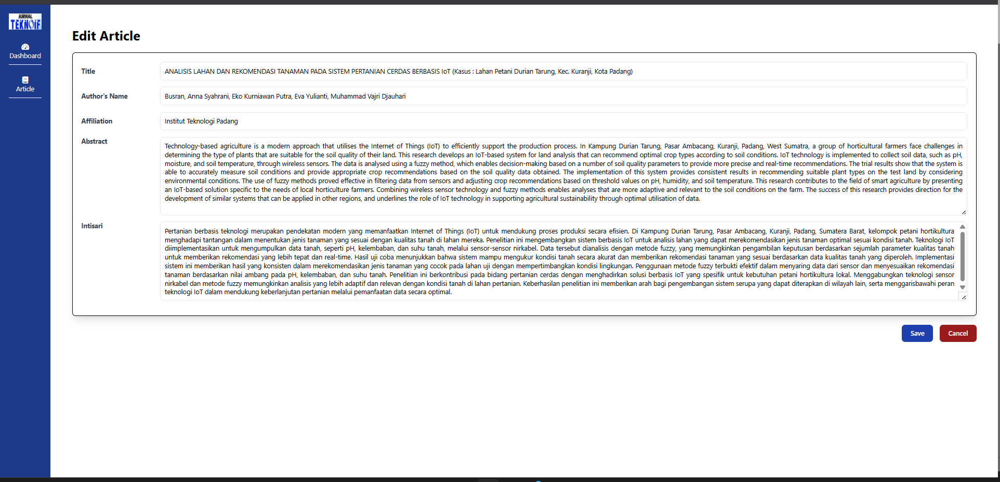 JURNAL
TEKNOIF
Dashboard
Article
Edit Article
Title
ANALISIS LAHAN DAN REKOMENDASI TANAMAN PADA SISTEM PERTANIAN CERDAS BERBASIS IoT (Kasus : Lahan Petani Durian Tarung, Kec. Kuranji, Kota Padang)
Author's Name
Busran, Anna Syahrani, Eko Kurniawan Putra, Eva Yulianti, Muhammad Vajri Djauhari
Affiliation
Institut Teknologi Padang
Abstract
Technology-based agriculture is a modern approach that utilises the Internet of Things (IoT) to efficiently support the production process. In Kampung Durian Tarung, Pasar Ambacang, Kuranji, Padang, West Sumatra, a group of horticultural farmers face challenges in
determining the type of plants that are suitable for the soil quality of their land. This research develops an IoT-based system for land analysis that can recommend optimal crop types according to soil conditions. IoT technology is implemented to collect soil data, such as pH,
moisture, and soil temperature, through wireless sensors. The data is analysed using a fuzzy method, which enables decision-making based on a number of soil quality parameters to provide more precise and real-time recommendations. The trial results show that the system is
able to accurately measure soil conditions and provide appropriate crop recommendations based on the soil quality data obtained. The implementation of this system provides consistent results in recommending suitable plant types on the test land by considering
environmental conditions. The use of fuzzy methods proved effective in filtering data from sensors and adjusting crop recommendations based on threshold values on pH, humidity, and soil temperature. This research contributes to the field of smart agriculture by presenting
an IoT-based solution specific to the needs of local horticulture farmers. Combining wireless sensor technology and fuzzy methods enables analyses that are more adaptive and relevant to the soil conditions on the farm. The success of this research provides direction for the
development of similar systems that can be applied in other regions, and underlines the role of IoT technology in supporting agricultural sustainability through optimal utilisation of data.
Intisari
Pertanian berbasis teknologi merupakan pendekatan modern yang memanfaatkan Internet of Things (IoT) untuk mendukung proses produksi secara efisien. Di Kampung Durian Tarung, Pasar Ambacang, Kuranji, Padang, Sumatera Barat, kelompok petani hortikultura
menghadapi tantangan dalam menentukan jenis tanaman yang sesuai dengan kualitas tanah di lahan mereka. Penelitian ini mengembangkan sistem berbasis IoT untuk analisis lahan yang dapat merekomendasikan jenis tanaman optimal sesuai kondisi tanah. Teknologi IoT
diimplementasikan untuk mengumpulkan data tanah, seperti pH, kelembaban, dan suhu tanah, melalui sensor-sensor nirkabel. Data tersebut dianalisis dengan metode fuzzy, yang memungkinkan pengambilan keputusan berdasarkan sejumlah parameter kualitas tanah
untuk memberikan rekomendasi yang lebih tepat dan real-time. Hasil uji coba menunjukkan bahwa sistem mampu mengukur kondisi tanah secara akurat dan memberikan rekomendasi tanaman yang sesuai berdasarkan data kualitas tanah yang diperoleh. Implementasi
sistem ini memberikan hasil yang konsisten dalam merekomendasikan jenis tanaman yang cocok pada lahan uji dengan mempertimbangkan kondisi lingkungan. Penggunaan metode fuzzy terbukti efektif dalam menyaring data dari sensor dan menyesuaikan rekomendasi
tanaman berdasarkan nilai ambang pada pH, kelembaban, dan suhu tanah. Penelitian ini berkontribusi pada bidang pertanian cerdas dengan menghadirkan solusi berbasis IoT yang spesifik untuk kebutuhan petani hortikultura lokal. Menggabungkan teknologi sensor
nirkabel dan metode fuzzy memungkinkan analisis yang lebih adaptif dan relevan dengan kondisi tanah di lahan pertanian. Keberhasilan penelitian ini memberikan arah bagi pengembangan sistem serupa yang dapat diterapkan di wilayah lain, serta menggarisbawahi peran
teknologi IoT dalam mendukung keberlanjutan pertanian melalui pemanfaatan data secara optimal.
Save
Cancel